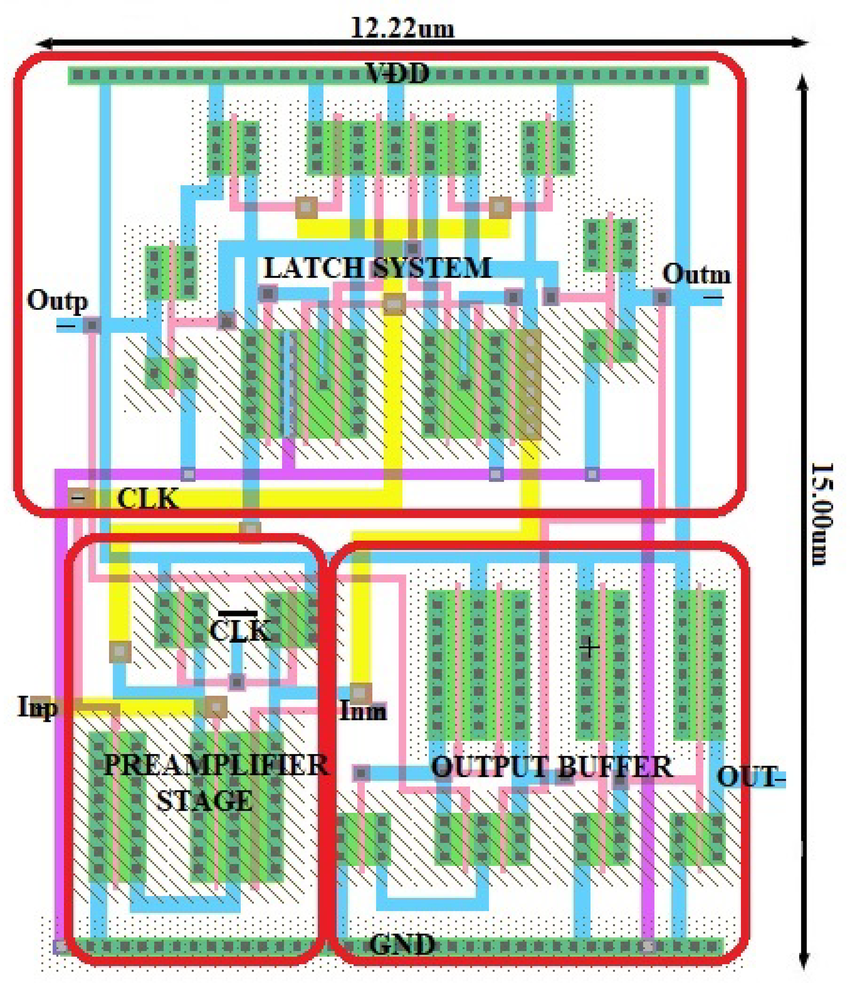 12.22um
VDD
LATCH SYSTEM
Outp
Outm
CLK
15.00um
CLK
Inp
Inm
PREAMPLIFIER
STAGE
OUTPUT BUFFER
OUT
GND